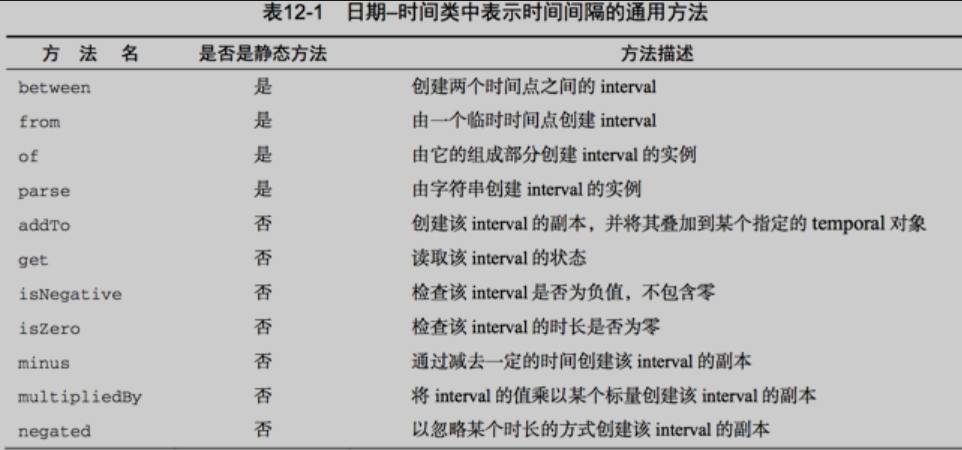 表12-1 日期–时间类中表示时间间隔的通用方法
方 法 名 是否是静态方法 方法描述
between 是 创建两个时间点之间的 interval
from 是 由一个临时时间点创建 interval
of 是 由它的组成部分创建 interval 的实例
parse 是 由字符串创建 interval 的实例
addTo 否 创建该 interval 的副本，并将其叠加到某个指定的 temporal 对象
get 否 读取该 interval 的状态
isNegative 否 检查该 interval 是否为负值，不包含零
isZero 否 检查该 interval 的时长是否为零
minus 否 通过减去一定的时间创建该 interval 的副本
multipliedBy 否 将 interval 的值乘以某个标量创建该 interval 的副本
negated 否 以忽略某个时长的方式创建该 interval 的副本